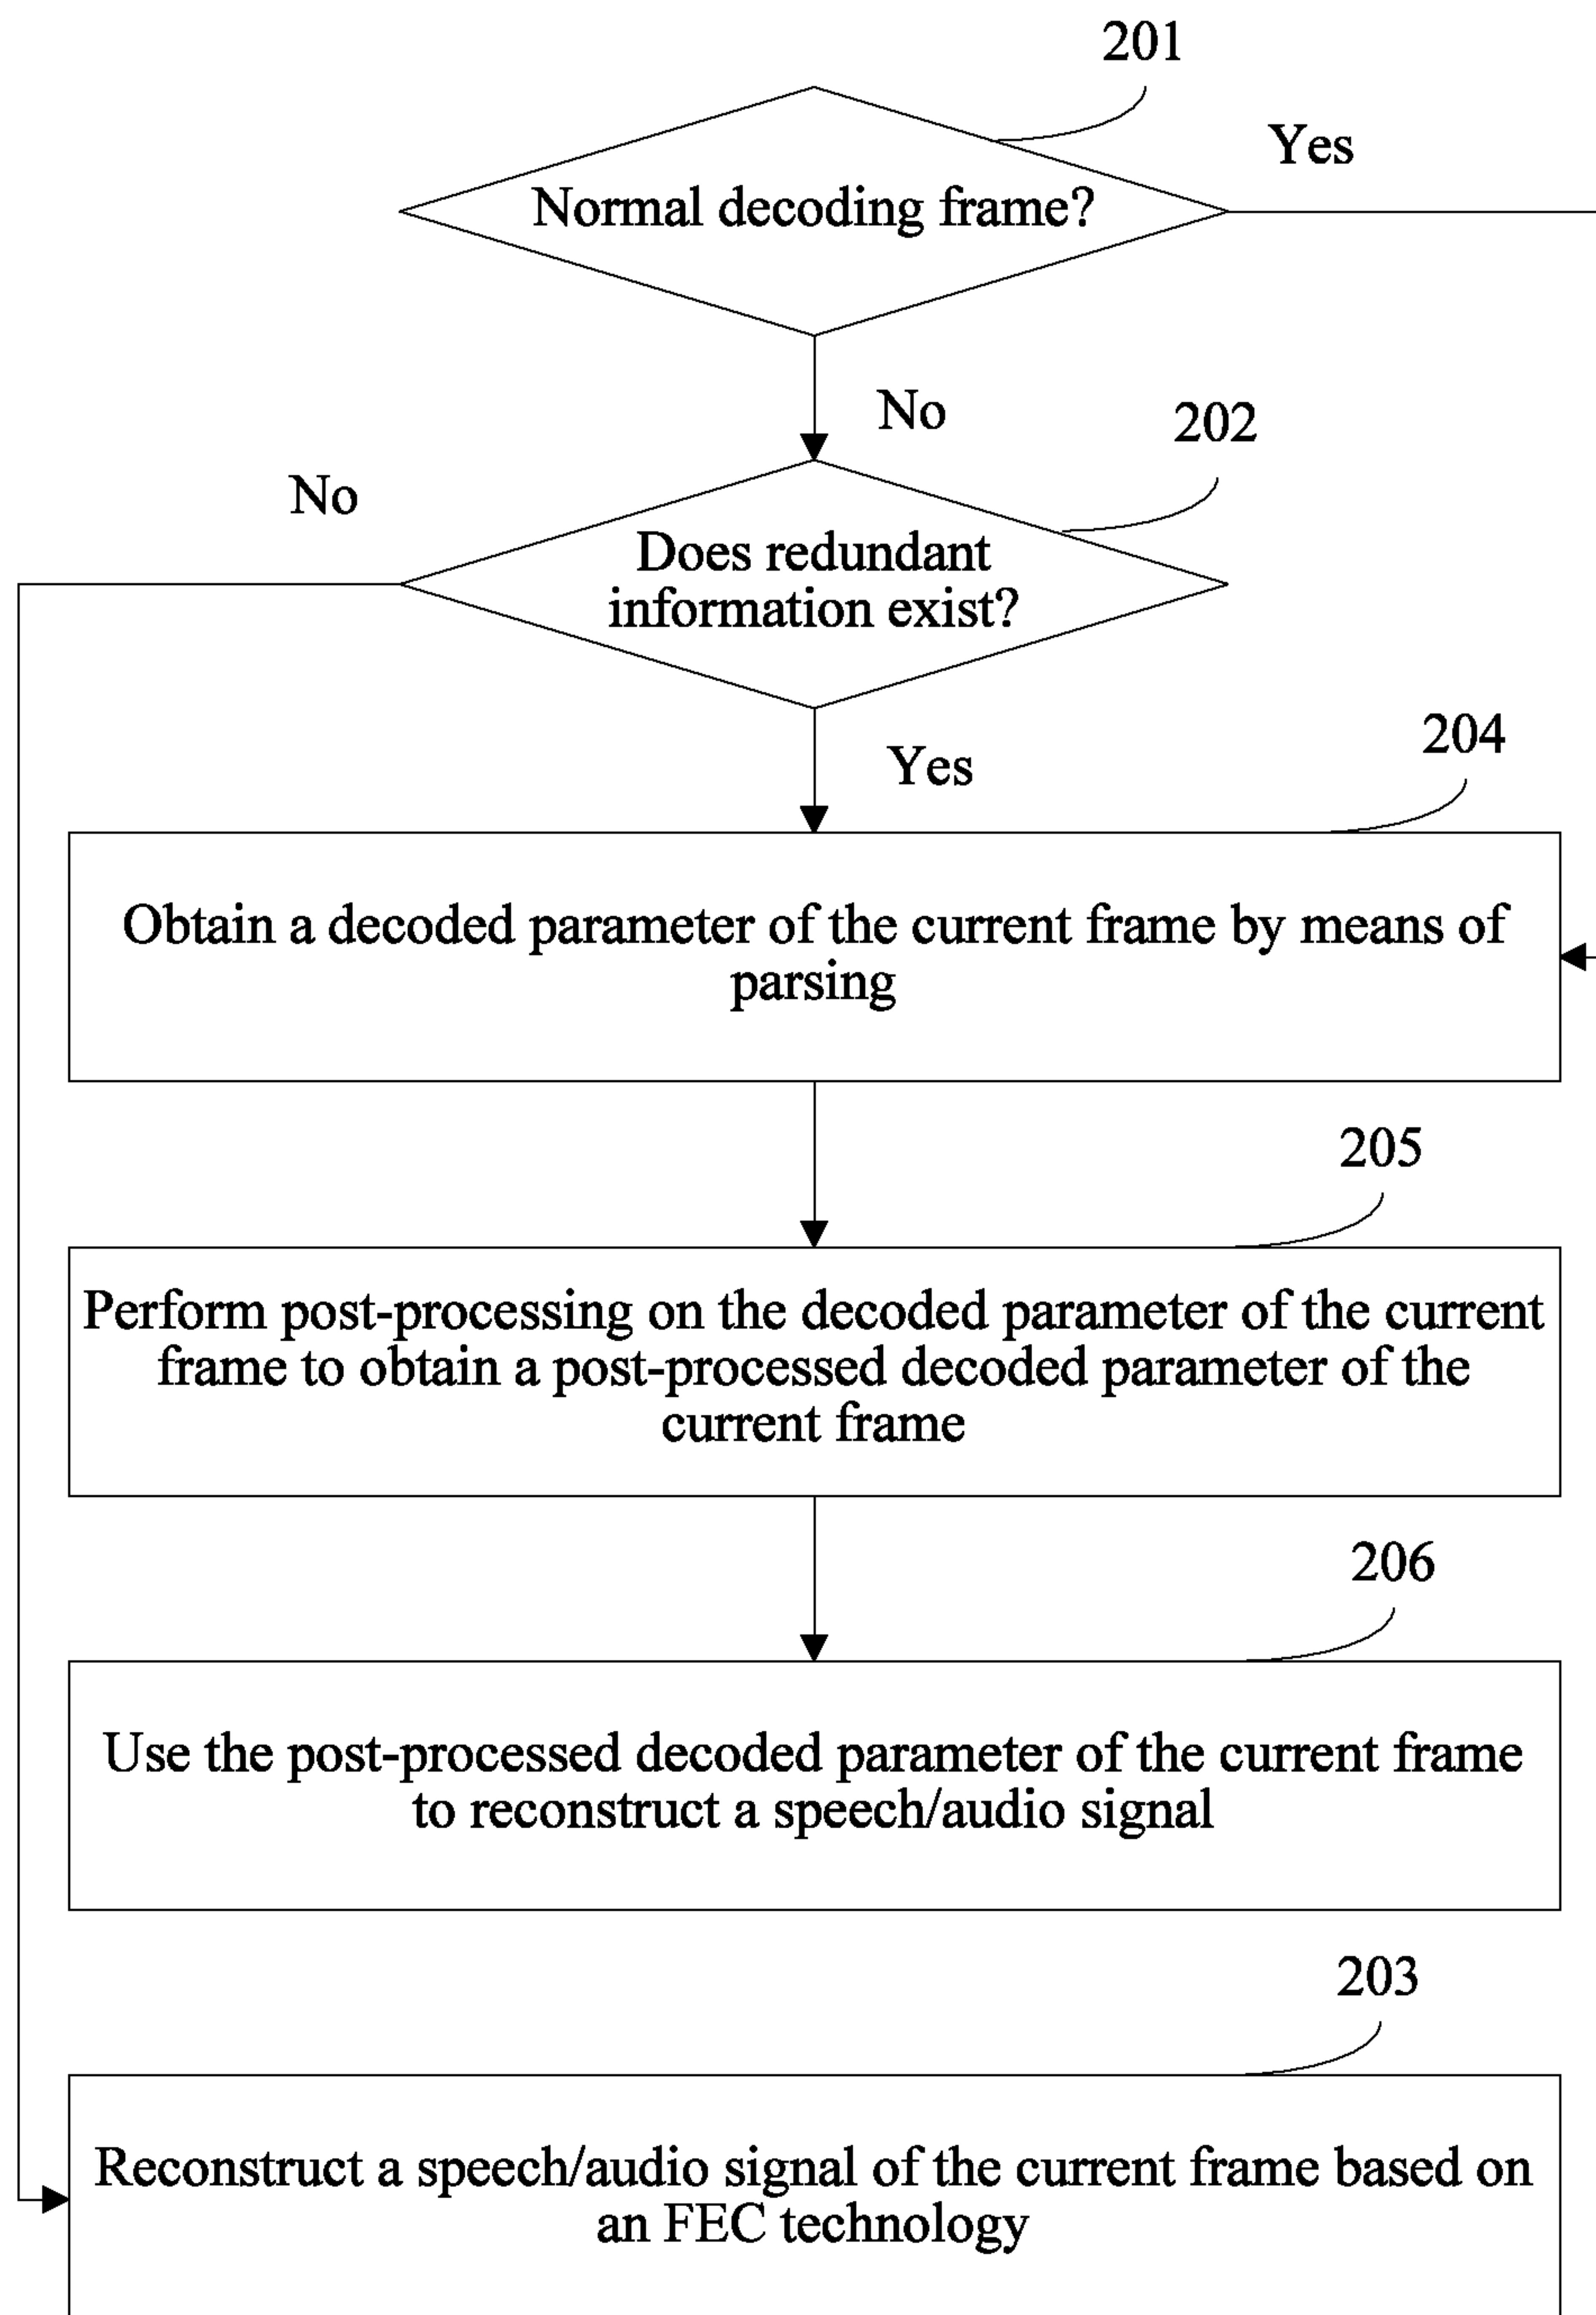 201
Yes
Normal decoding frame?
No
202
No
Does redundant
information exist?
204
Yes
Obtain a decoded parameter of the current frame by means of
parsing
205
Perform post-processing on the decoded parameter of the current
frame to obtain a post-processed decoded parameter of the
current frame
206
Use the post-processed decoded parameter of the current frame
to reconstruct a speech/audio signal
203
Reconstruct a speech/audio signal of the current frame based on
an FEC technology